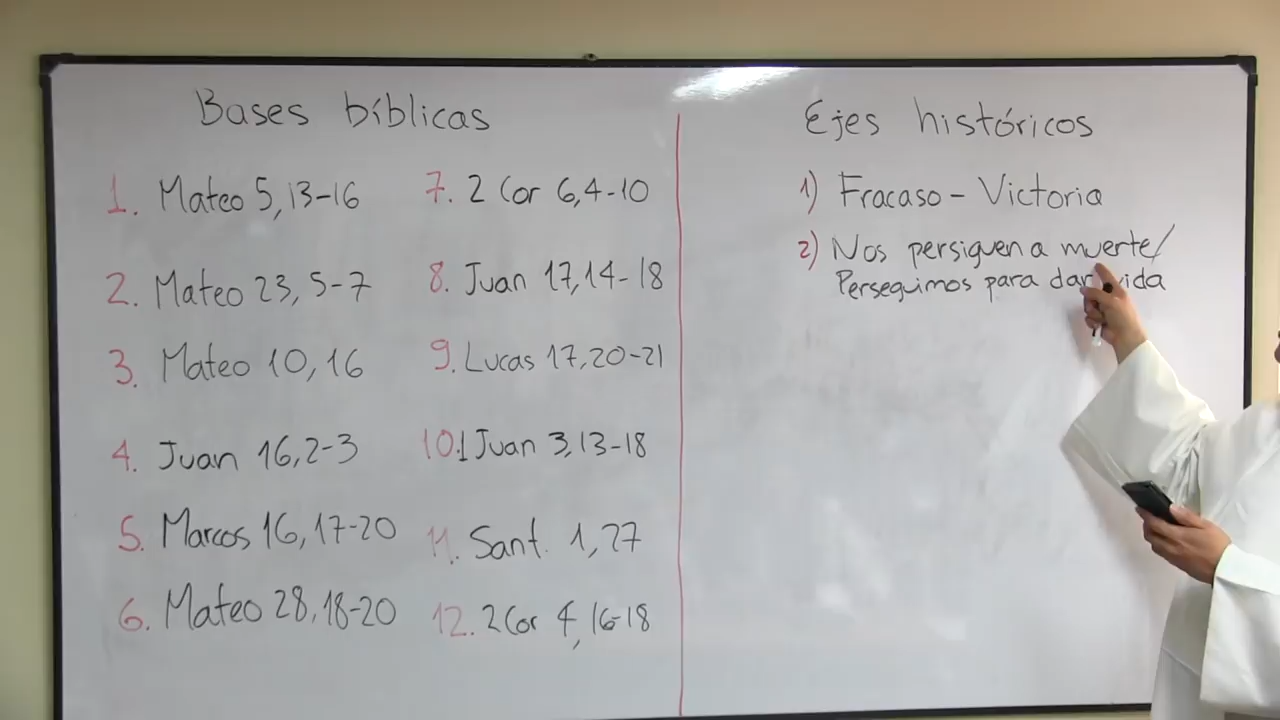 Bases bíblicas
1. Mateo 5,13-16
2. Mateo 23, 5-7
3. Mateo 10, 16
4. Juan 16,2-3
5. Marcos 16, 17-20
6. Mateo 28, 18-20
7. 2 Cor 6,4-10
8. Juan 17,14-18
9. Lucas 17,20-21
10. 1 Juan 3,13-18
11. Sant. 1,27
12. 2 Cor 4, 16-18
Ejes históricos
1) Fracaso - Victoria
2) Nos persiguen a muerte/
Perseguimos para dar vida